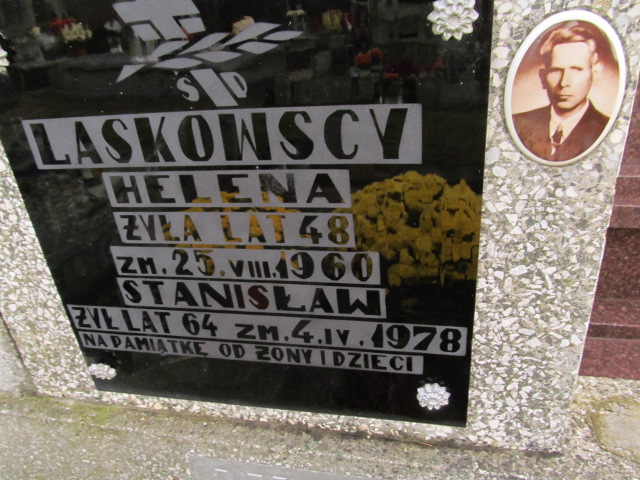 Ś P
LASKOWSCY
HELENA
ŻYŁA LAT 48
ZM. 25. VIII. 1960
STANISŁAW
ŻYŁ LAT 64 ZM. 4. IV. 1978
NA PAMIĄTKĘ OD ŻONY I DZIECI